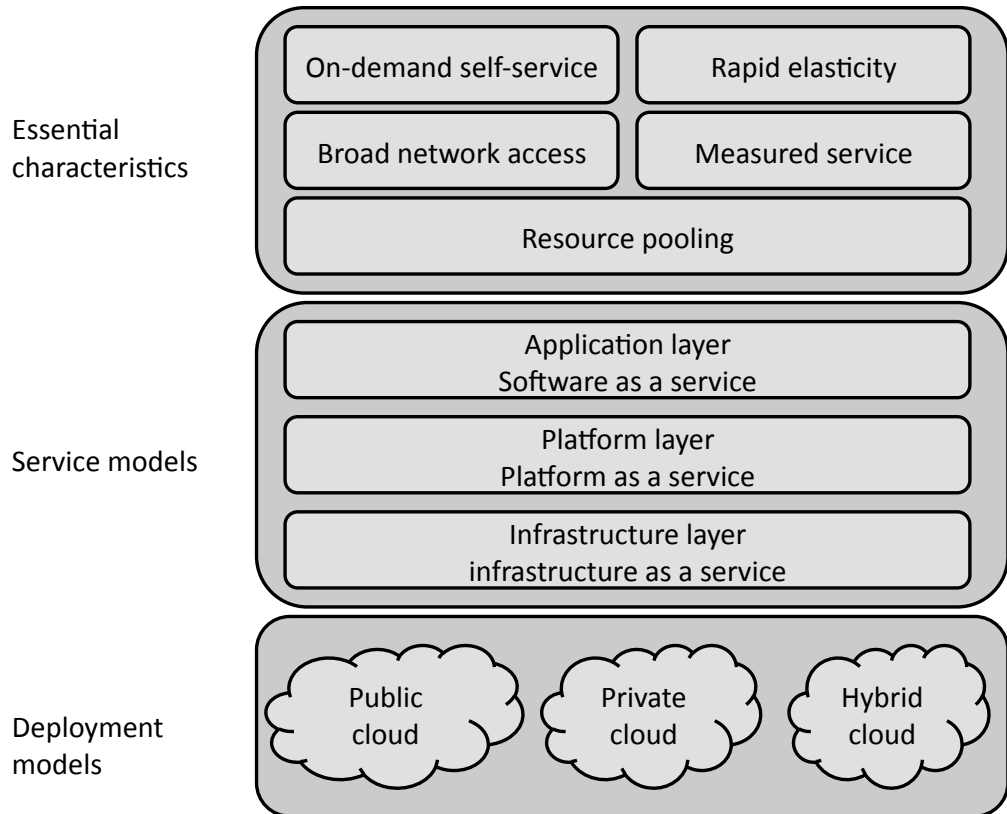 Essential
characteristics
On-demand self-service
Rapid elasticity
Broad network access
Measured service
Resource pooling
Service models
Application layer
Software as a service
Platform layer
Platform as a service
Infrastructure layer
infrastructure as a service
Deployment
models
Public
cloud
Private
cloud
Hybrid
cloud